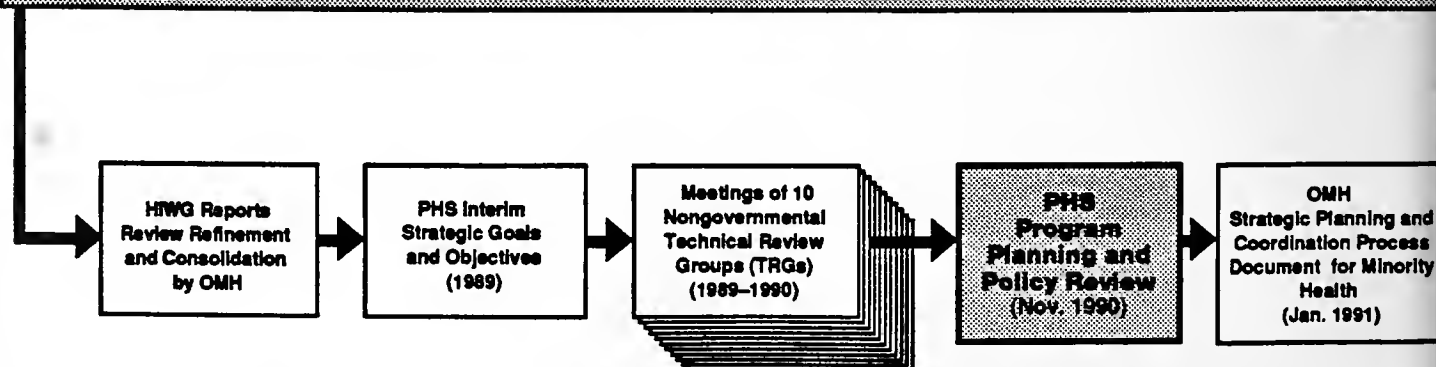 HIWG Reports
Review Refinement
and Consolidation
by OMH
PHS Interim
Strategic Goals
and Objectives
(1989)
Meetings of 10
Nongovernmental
Technical Review
Groups (TRGs)
(1989–1990)
PHS
Program
Planning and
Policy Review
(Nov. 1990)
OMH
Strategic Planning and
Coordination Process
Document for Minority
Health
(Jan. 1991)